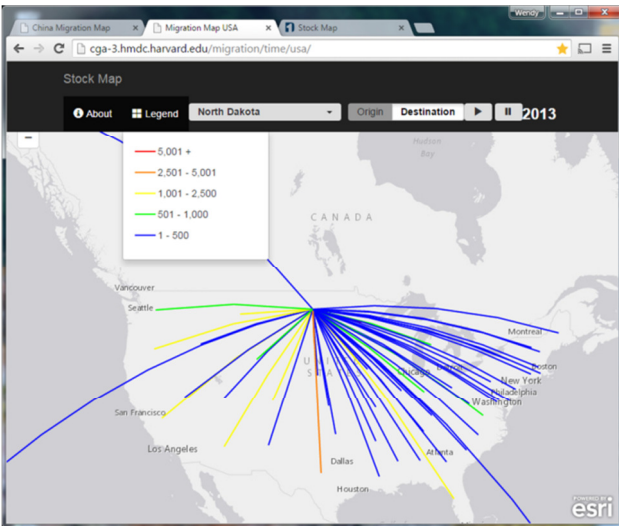 Wendy
China Migration Map
Migration Map USA
Stock Map
cga-3.hmdc.harvard.edu/migration/time/usa/
Stock Map
About Legend North Dakota Origin Destination 2013
Hudson
Bay
5,001 +
2,501 - 5,001
1,001 - 2,500
501 - 1,000
1 - 500
CANADA
Vancouver
Seattle
Montreal
Chicago
Boston
New York
Philadelphia
Washington
San Francisco
Los Angeles
Atlanta
Dallas
Houston
POWERED BY
esri